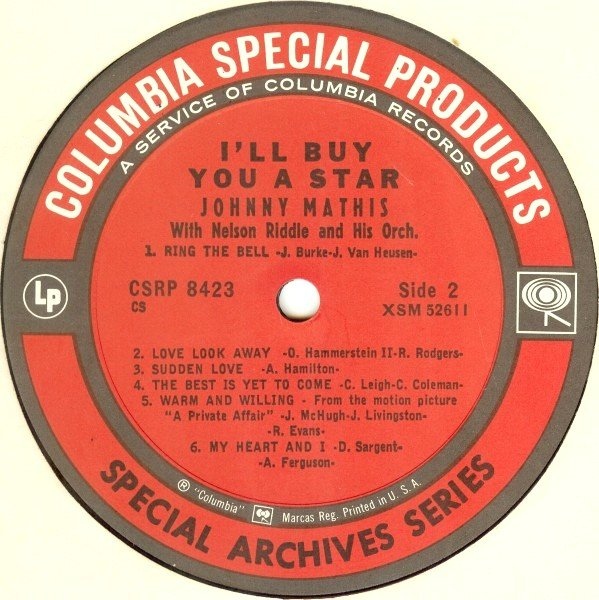 COLUMBIA SPECIAL PRODUCTS
A SERVICE OF COLUMBIA RECORDS
I'LL BUY
YOU A STAR
JOHNNY MATHIS
With Nelson Riddle and His Orch.
1. RING THE BELL -J. Burke-J. Van Heusen-
CSRP 8423
CS
Side 2
XSM 52611
Lp
2. LOVE LOOK AWAY -O. Hammerstein II-R. Rodgers-
3. SUDDEN LOVE -A. Hamilton-
4. THE BEST IS YET TO COME -C. Leigh-C. Coleman-
5. WARM AND WILLING - From the motion picture
"A Private Affair" -J. McHugh-J. Livingston-
R. Evans-
6. MY HEART AND I -D. Sargent-
-A. Ferguson-
® "Columbia" Marcas Reg. Printed in U. S. A.
SPECIAL ARCHIVES SERIES